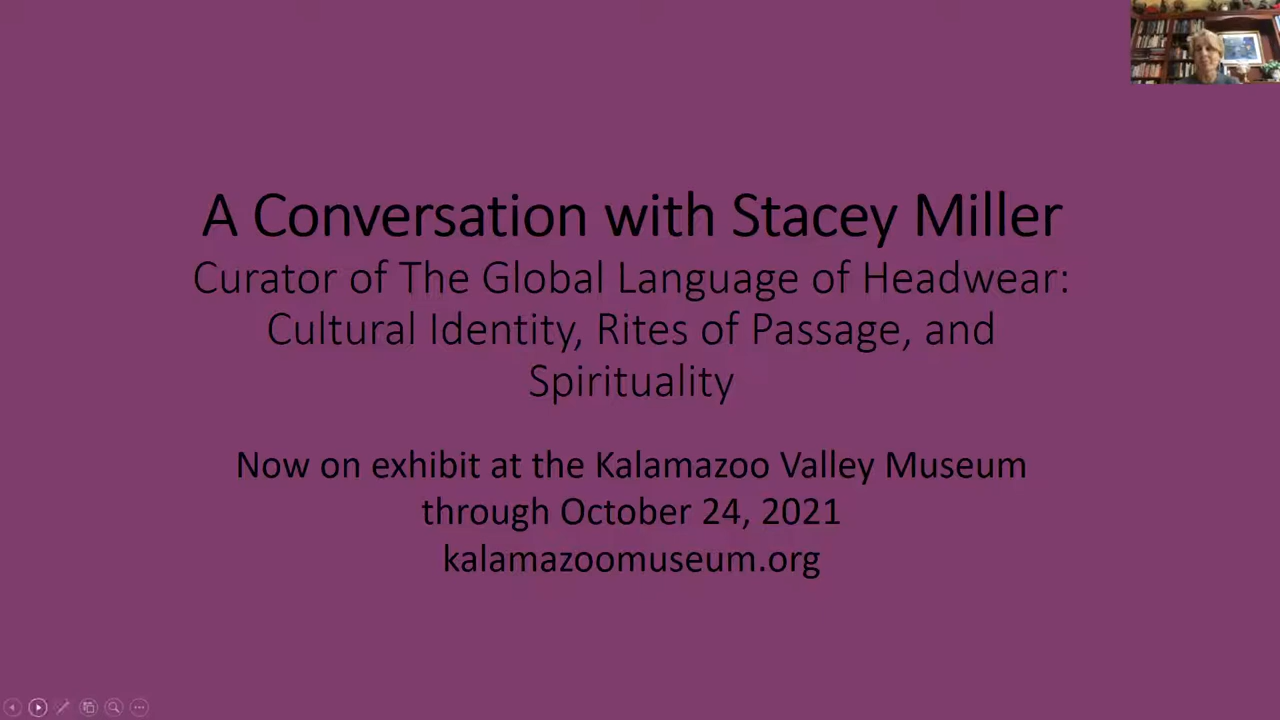 A Conversation with Stacey Miller
Curator of The Global Language of Headwear:
Cultural Identity, Rites of Passage, and
Spirituality
Now on exhibit at the Kalamazoo Valley Museum
through October 24, 2021
kalamazoomuseum.org